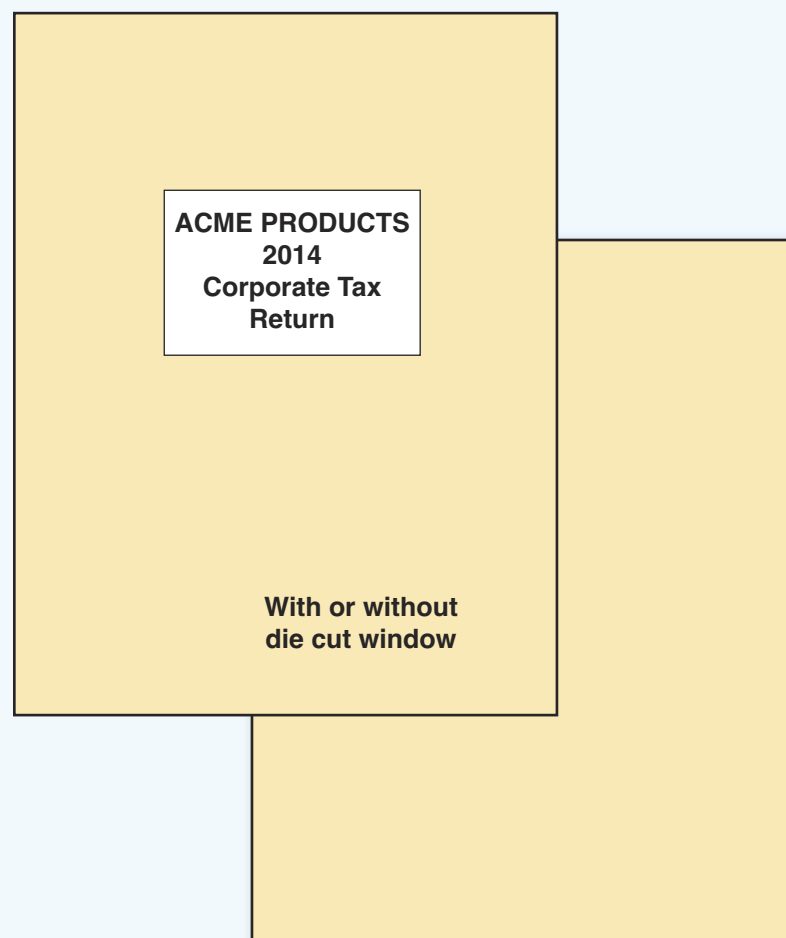 ACME PRODUCTS
2014
Corporate Tax
Return
With or without
die cut window